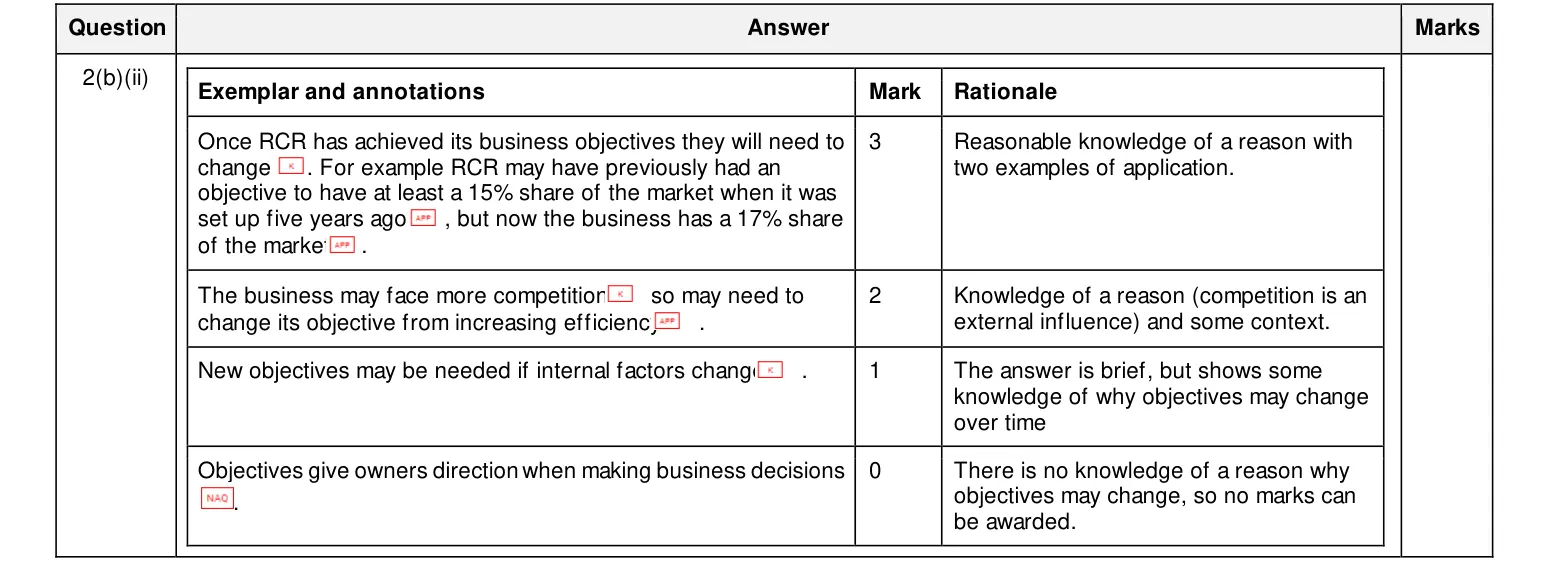 Question Answer Marks
2(b)(ii)
Exemplar and annotations Mark Rationale
Once RCR has achieved its business objectives they will need to
change K . For example RCR may have previously had an
objective to have at least a 15% share of the market when it was
set up five years ago APP , but now the business has a 17% share
of the market APP .
3
Reasonable knowledge of a reason with
two examples of application.
The business may face more competition K so may need to
change its objective from increasing efficiency APP .
2
Knowledge of a reason (competition is an
external influence) and some context.
New objectives may be needed if internal factors change K .
1
The answer is brief, but shows some
knowledge of why objectives may change
over time
Objectives give owners direction when making business decisions
NAQ .
0
There is no knowledge of a reason why
objectives may change, so no marks can
be awarded.